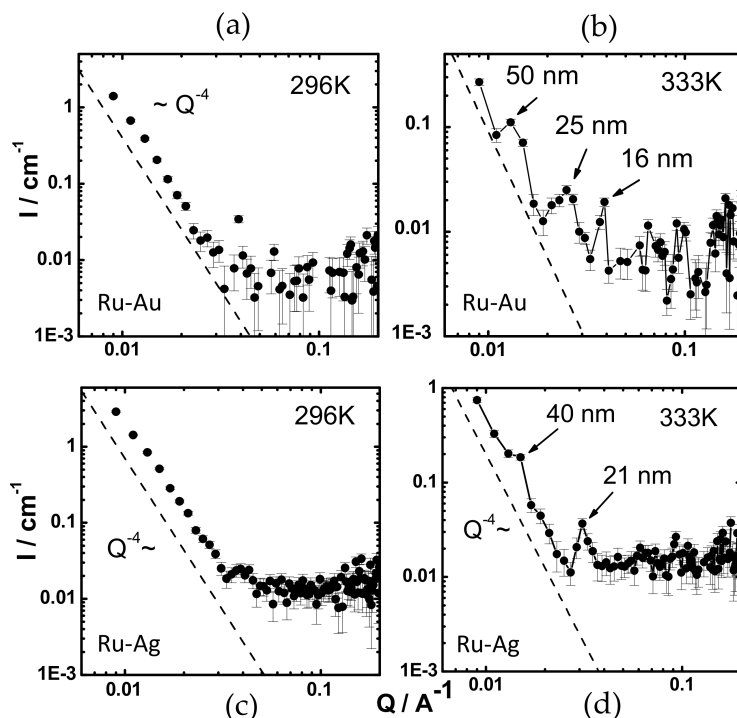 (a)
(b)
296K
~ Q-4
Ru-Au
I / cm-1
1
0.1
0.01
1E-3
0.01
0.1
333K
50 nm
25 nm
16 nm
Ru-Au
0.1
0.01
1E-3
0.01
0.1
296K
Q-4~
Ru-Ag
I / cm-1
1
0.1
0.01
1E-3
0.01
0.1
333K
40 nm
21 nm
Q-4~
Ru-Ag
1
0.1
0.01
1E-3
0.01
0.1
(c)
Q / A-1
(d)